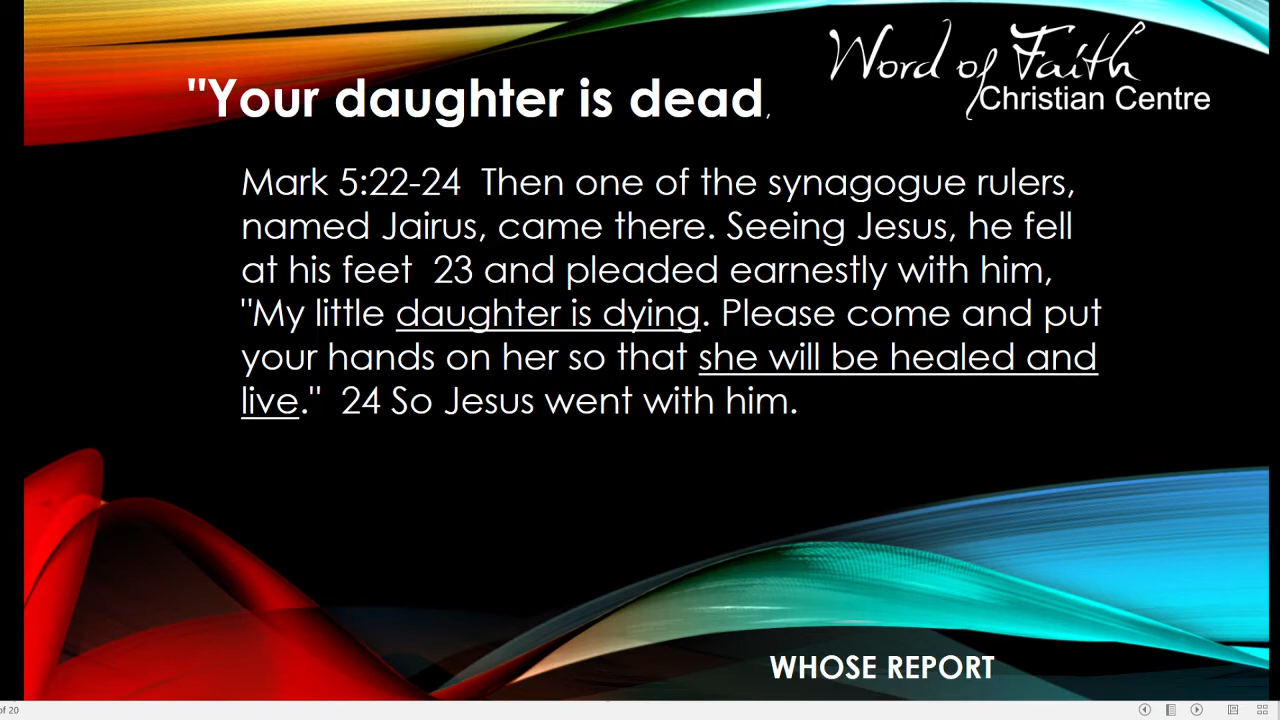 Word of Faith
Christian Centre
"Your daughter is dead,
Mark 5:22-24  Then one of the synagogue rulers,
named Jairus, came there. Seeing Jesus, he fell
at his feet  23 and pleaded earnestly with him,
"My little daughter is dying. Please come and put
your hands on her so that she will be healed and
live."  24 So Jesus went with him.
WHOSE REPORT
of 20